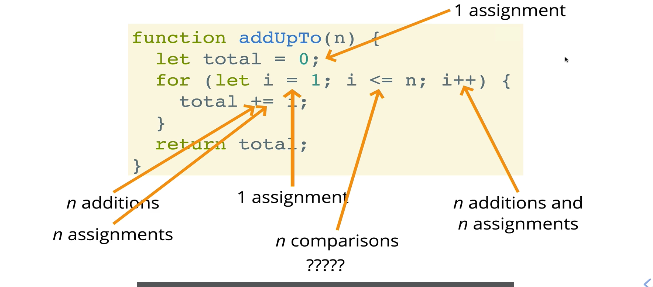 1 assignment
function addUpTo(n) {
let total = 0;
for (let i = 1; i <= n; i++) {
total += i;
}
return total;
}
n additions
1 assignment
n additions and
n assignments
n assignments
n comparisons
?????